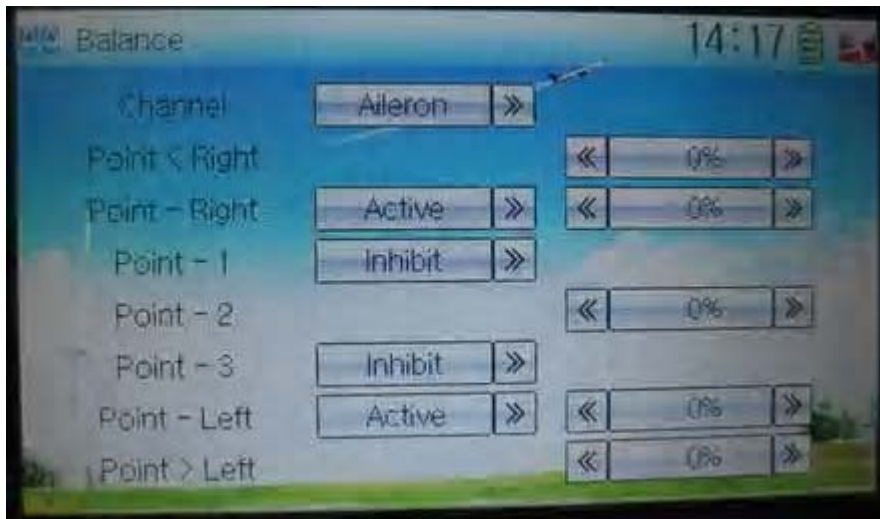 Balance 14:17
Channel Aileron »
Point < Right « 0% »
Point - Right Active » « 0% »
Point - 1 Inhibit »
Point - 2 « 0% »
Point - 3 Inhibit »
Point - Left Active » « 0% »
Point > Left « 0% »